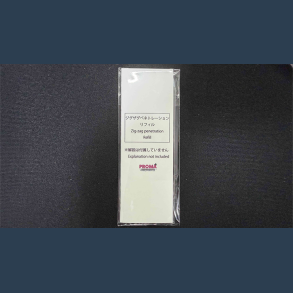 S
ジグザグペネトレーション
リフィル
Zig zag penetration
Refill
※解説は付属していません
Explanation not included
PROMA